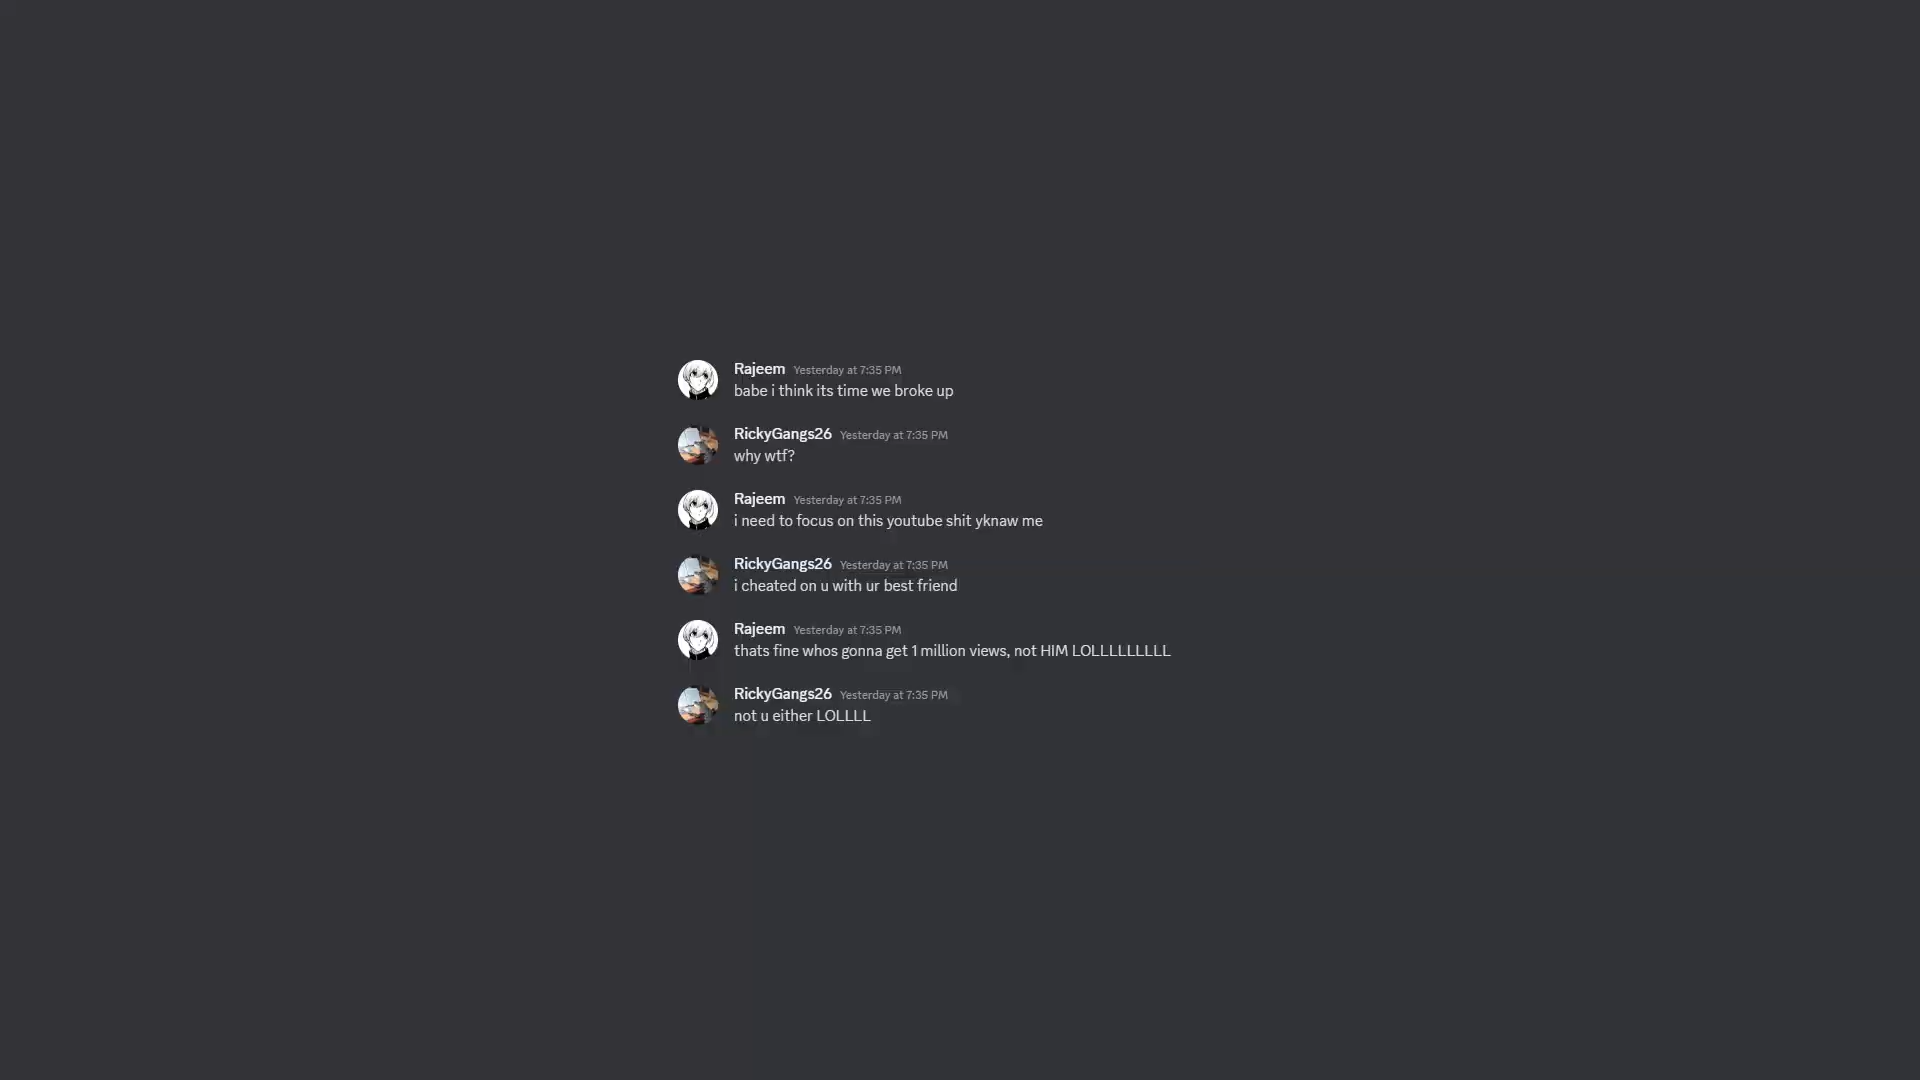 Rajeem Yesterday at 7:35 PM
babe i think its time we broke up
RickyGangs26 Yesterday at 7:35 PM
why wtf?
Rajeem Yesterday at 7:35 PM
i need to focus on this youtube shit yknaw me
RickyGangs26 Yesterday at 7:35 PM
i cheated on u with ur best friend
Rajeem Yesterday at 7:35 PM
thats fine whos gonna get 1 million views, not HIM LOLLLLLLLLL
RickyGangs26 Yesterday at 7:35 PM
not u either LOLLLL